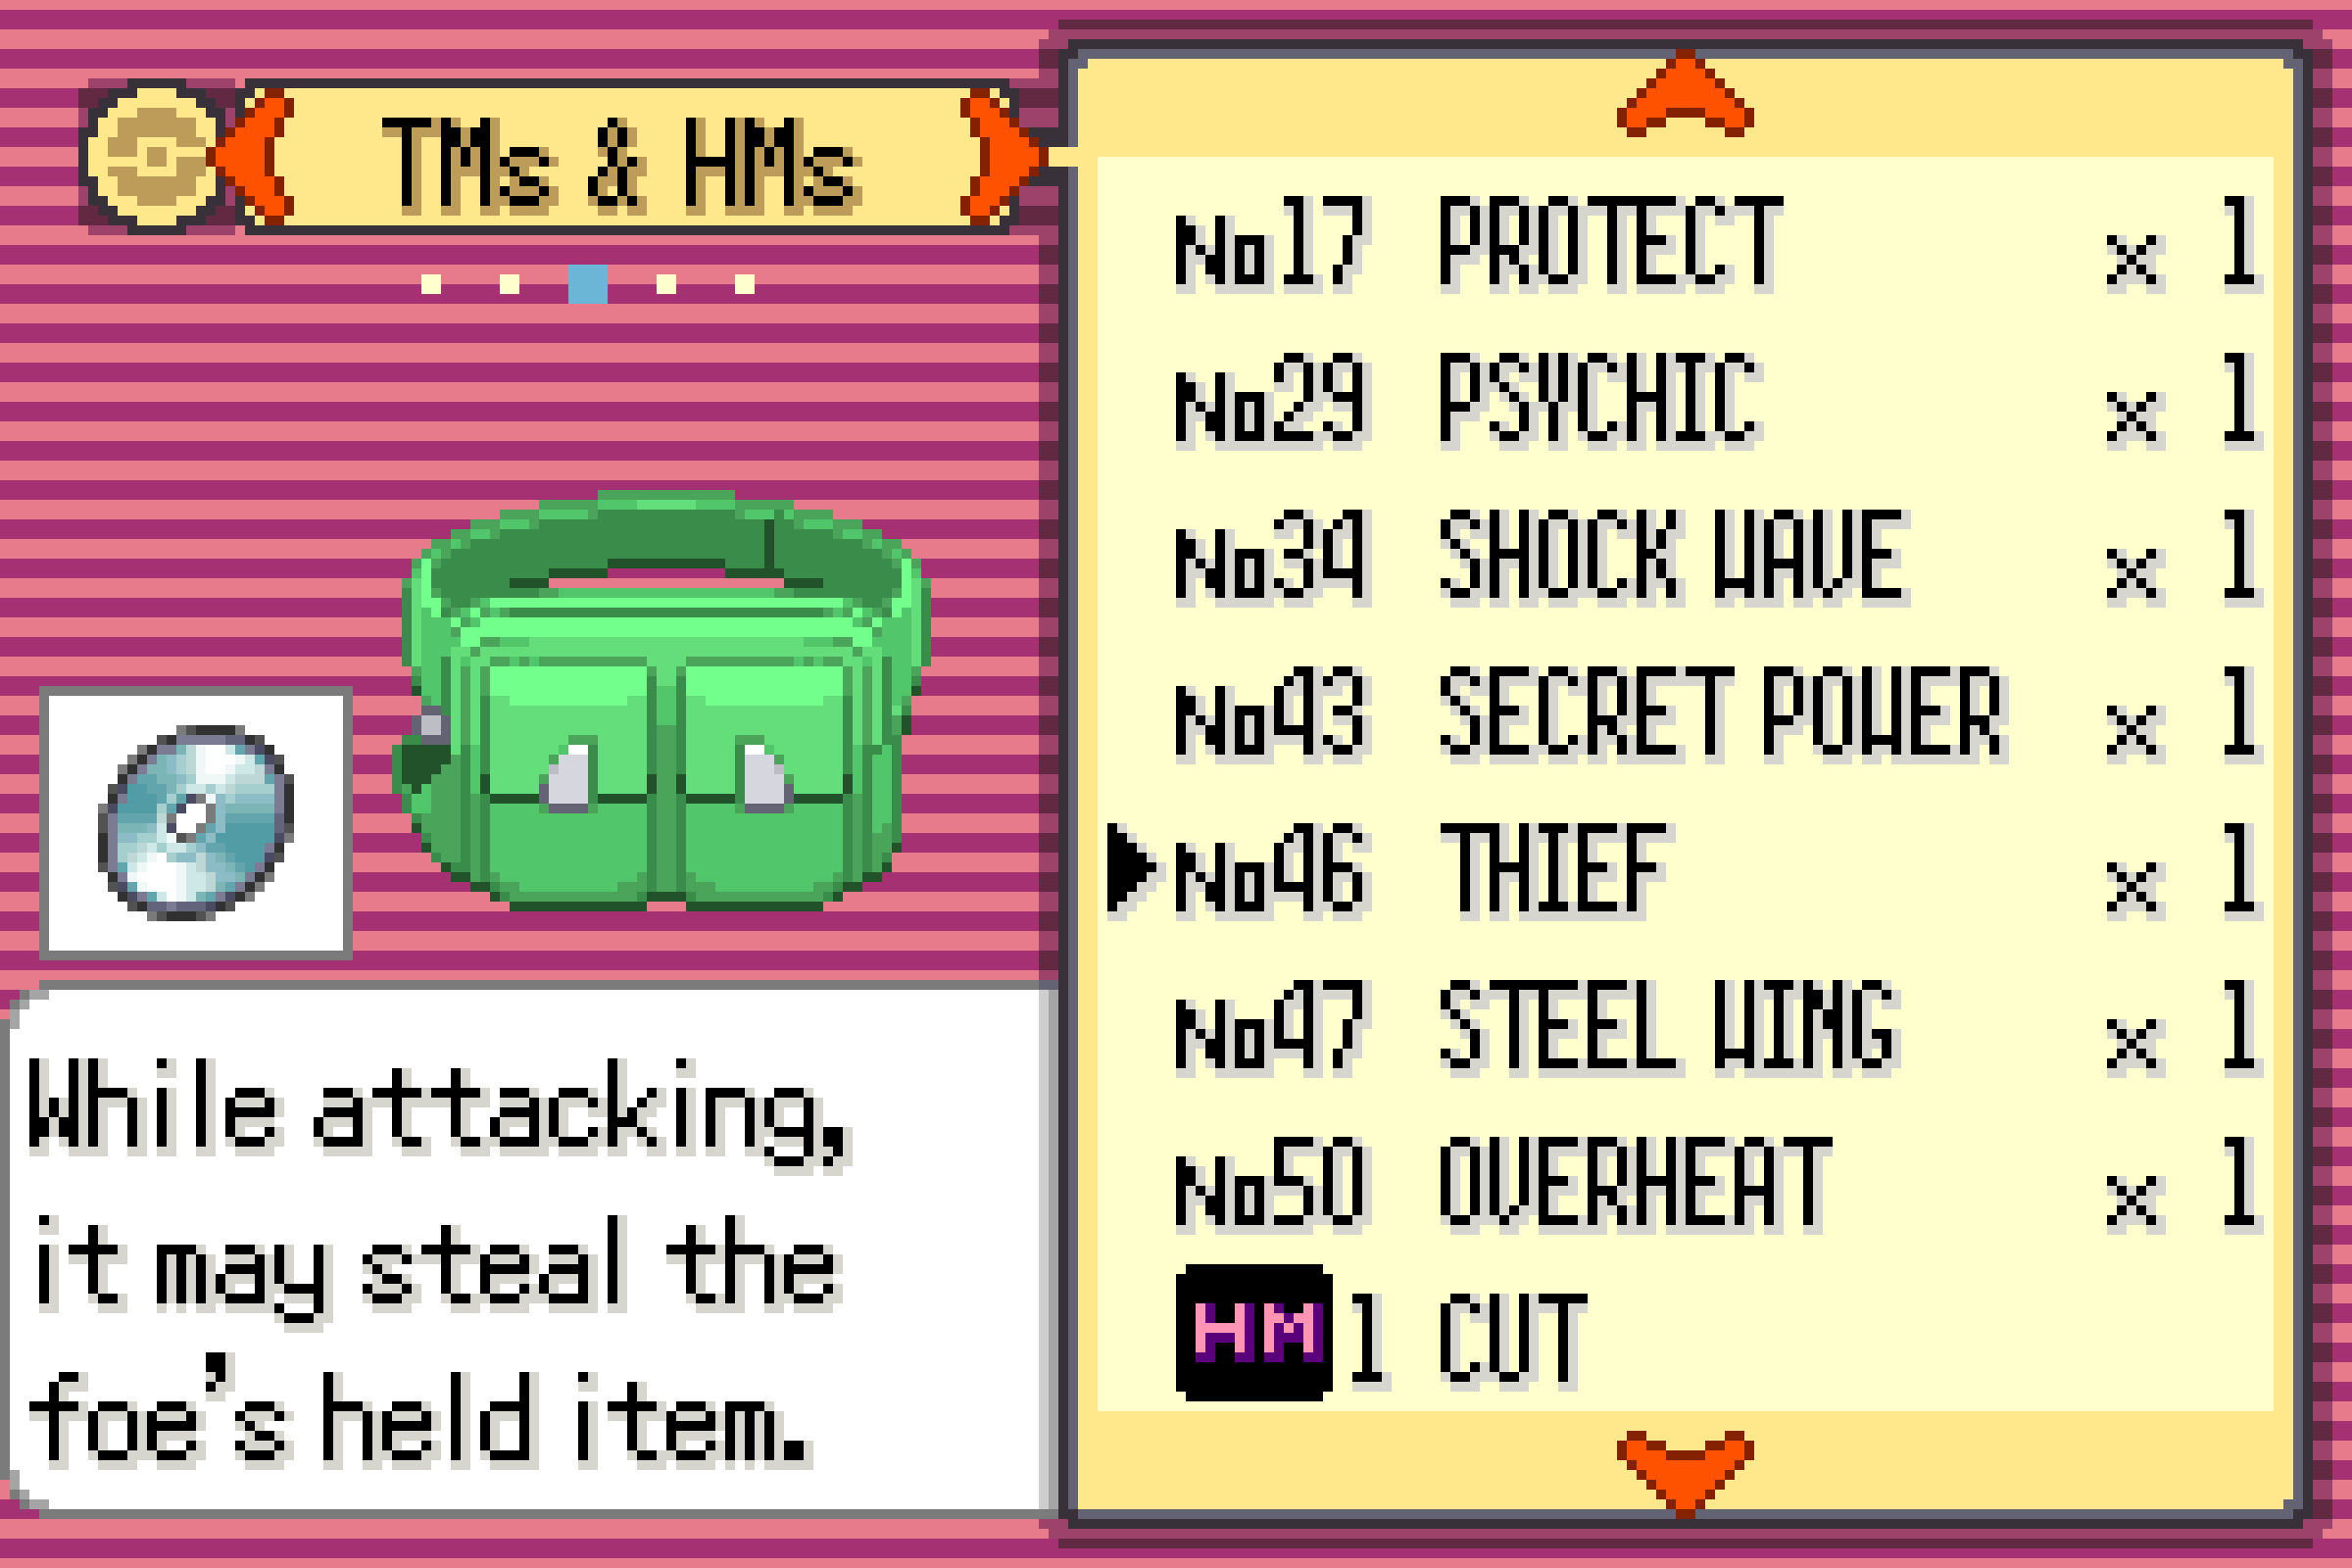 TMs & HMs
No17 PROTECT × 1
No29 PSYCHIC × 1
No34 SHOCK WAVE × 1
No43 SECRET POWER × 1
No46 THIEF × 1
No47 STEEL WING × 1
No50 OVERHEAT × 1
HM1 CUT
While attacking,
it may steal the
foe's held item.